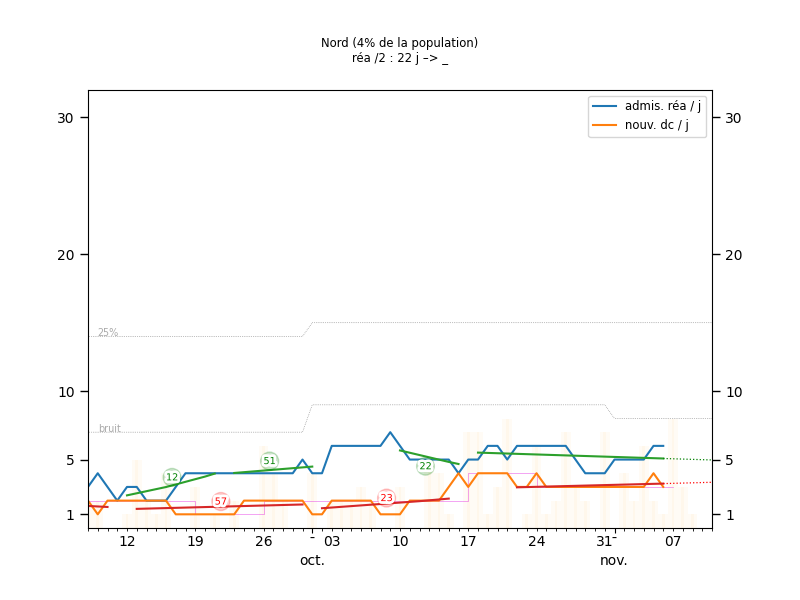 Nord (4% de la population)
réa /2 : 22 j –> _
admis. réa / j
nouv. dc / j
30 30
20 20
25%
10 10
bruit
5 5
51
12
22
57
23
1 1
12 19 26 - 03 10 17 24 31- 07
oct. nov.